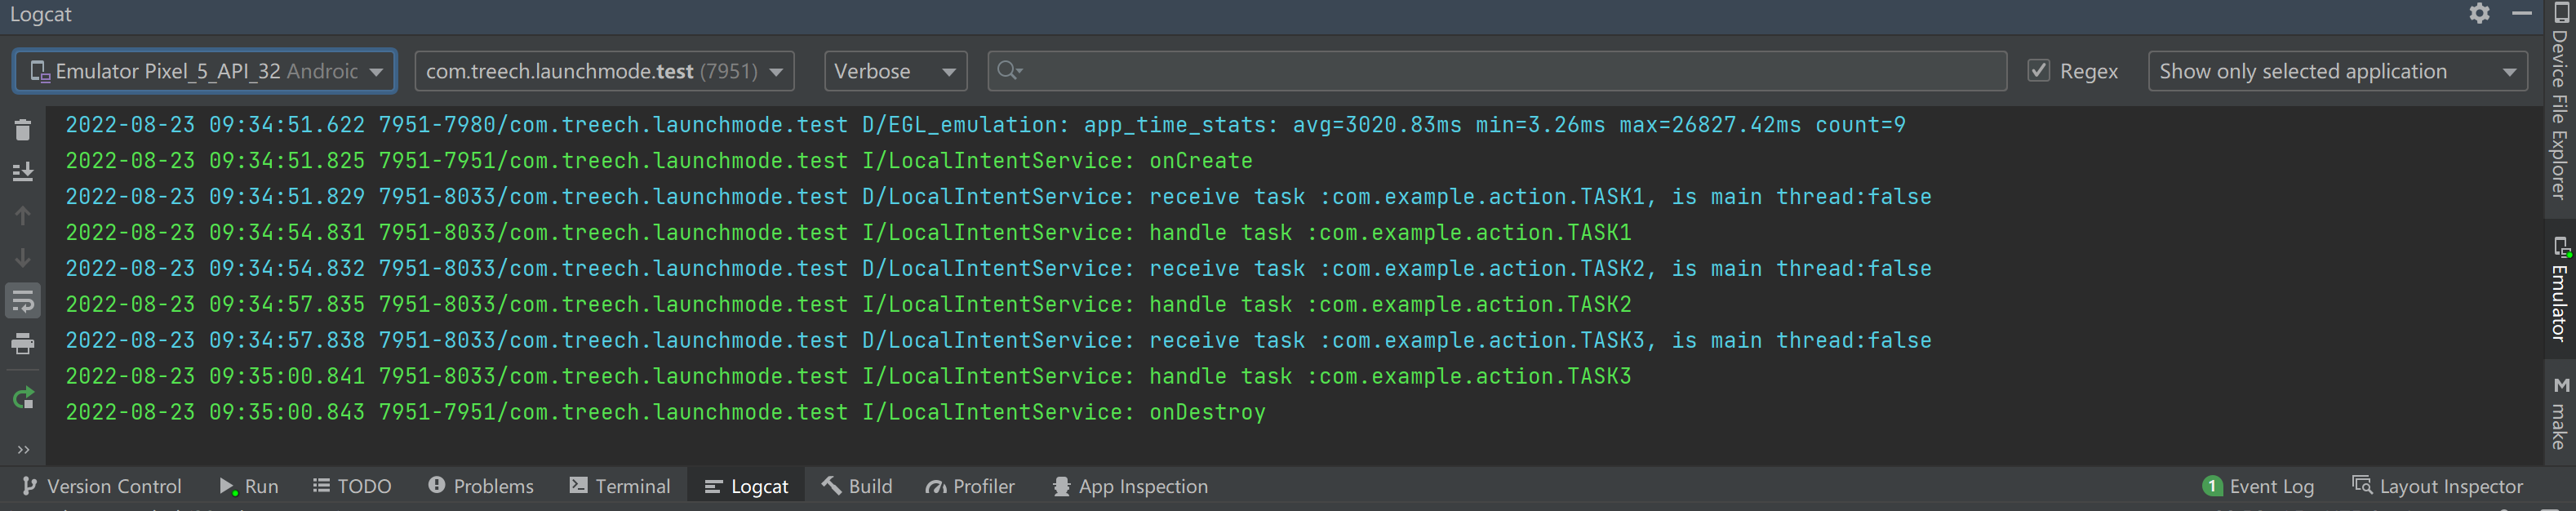 Logcat
Emulator Pixel_5_API_32 Androic
com.treech.launchmode.test (7951)
Verbose
Regex
Show only selected application
2022-08-23 09:34:51.622 7951-7980/com.treech.launchmode.test D/EGL_emulation: app_time_stats: avg=3020.83ms min=3.26ms max=26827.42ms count=9
2022-08-23 09:34:51.825 7951-7951/com.treech.launchmode.test I/LocalIntentService: onCreate
2022-08-23 09:34:51.829 7951-8033/com.treech.launchmode.test D/LocalIntentService: receive task :com.example.action.TASK1, is main thread:false
2022-08-23 09:34:54.831 7951-8033/com.treech.launchmode.test I/LocalIntentService: handle task :com.example.action.TASK1
2022-08-23 09:34:54.832 7951-8033/com.treech.launchmode.test D/LocalIntentService: receive task :com.example.action.TASK2, is main thread:false
2022-08-23 09:34:57.835 7951-8033/com.treech.launchmode.test I/LocalIntentService: handle task :com.example.action.TASK2
2022-08-23 09:34:57.838 7951-8033/com.treech.launchmode.test D/LocalIntentService: receive task :com.example.action.TASK3, is main thread:false
2022-08-23 09:35:00.841 7951-8033/com.treech.launchmode.test I/LocalIntentService: handle task :com.example.action.TASK3
2022-08-23 09:35:00.843 7951-7951/com.treech.launchmode.test I/LocalIntentService: onDestroy
Device File Explorer
Emulator
M make
Version Control
Run
TODO
Problems
Terminal
Logcat
Build
Profiler
App Inspection
1 Event Log
Layout Inspector